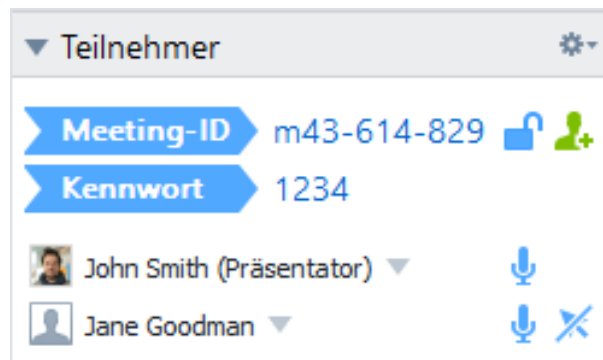 Teilnehmer
Meeting-ID m43-614-829
Kennwort 1234
John Smith (Präsentator)
Jane Goodman